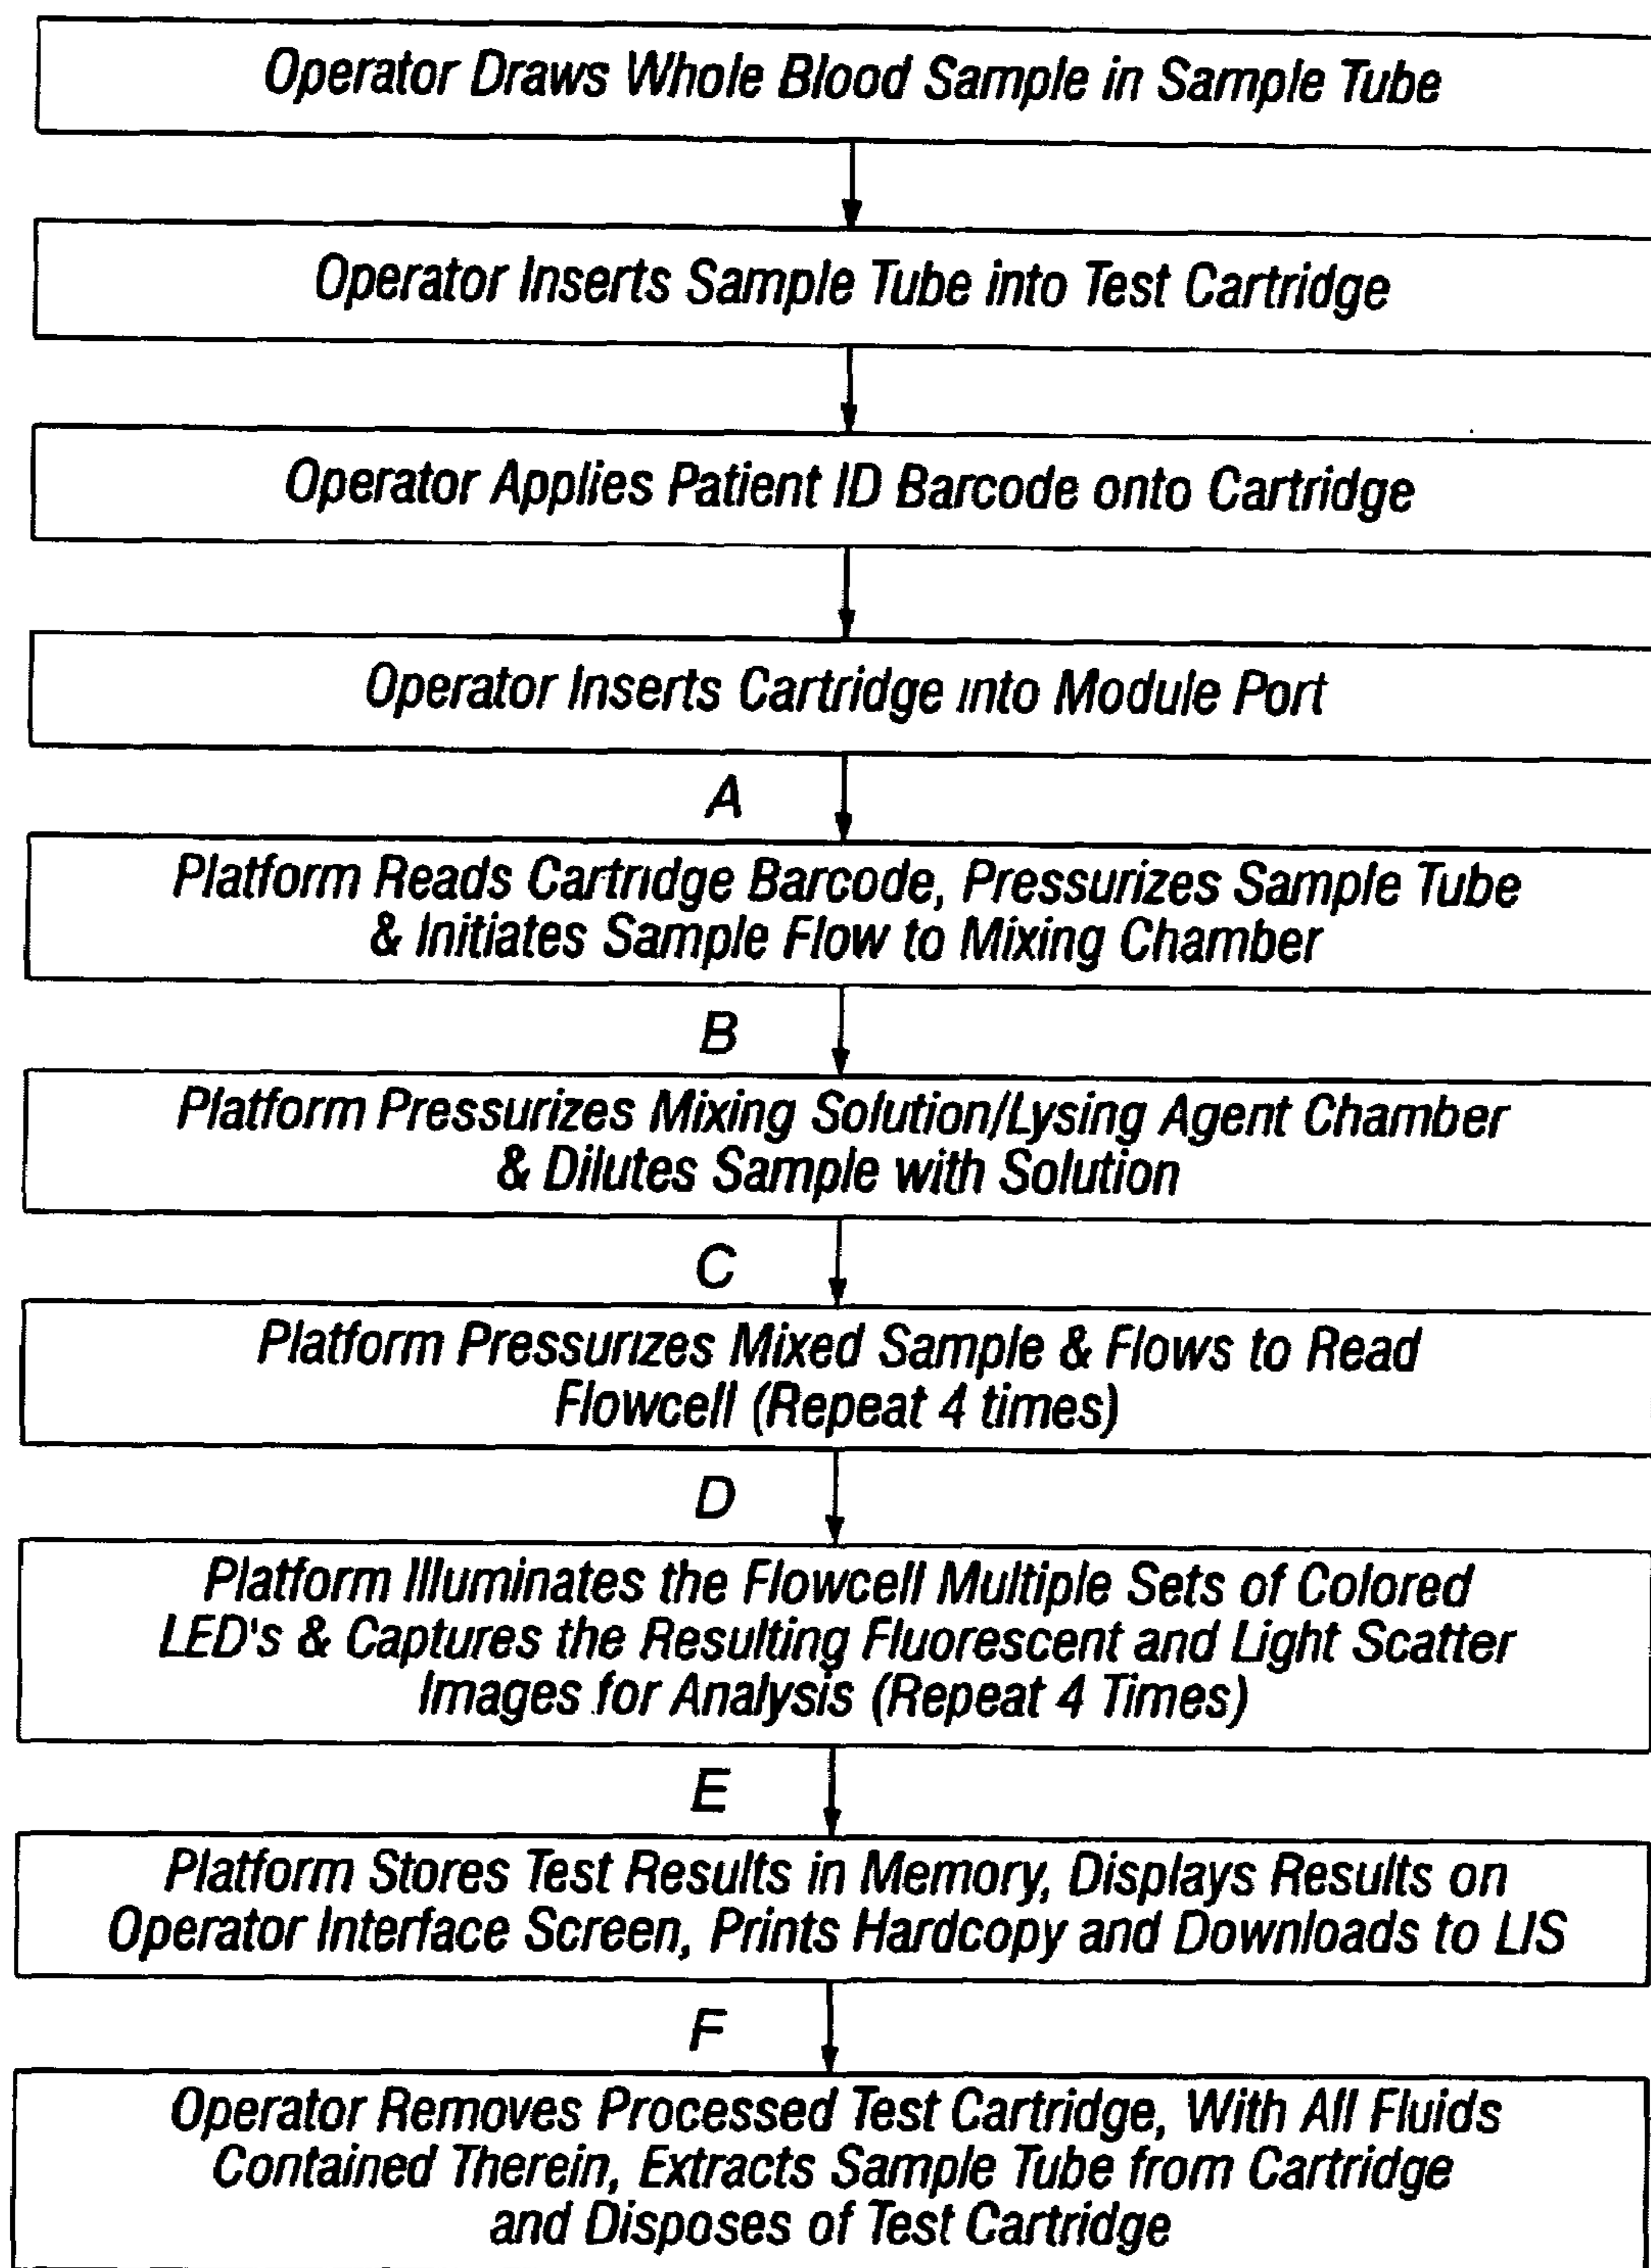 Operator Draws Whole Blood Sample in Sample Tube
Operator Inserts Sample Tube into Test Cartridge
Operator Applies Patient ID Barcode onto Cartridge
Operator Inserts Cartridge into Module Port
A
Platform Reads Cartridge Barcode, Pressurizes Sample Tube
& Initiates Sample Flow to Mixing Chamber
B
Platform Pressurizes Mixing Solution/Lysing Agent Chamber
& Dilutes Sample with Solution
C
Platform Pressurizes Mixed Sample & Flows to Read
Flowcell (Repeat 4 times)
D
Platform Illuminates the Flowcell Multiple Sets of Colored
LED's & Captures the Resulting Fluorescent and Light Scatter
Images for Analysis (Repeat 4 Times)
E
Platform Stores Test Results in Memory, Displays Results on
Operator Interface Screen, Prints Hardcopy and Downloads to LIS
F
Operator Removes Processed Test Cartridge, With All Fluids
Contained Therein, Extracts Sample Tube from Cartridge
and Disposes of Test Cartridge